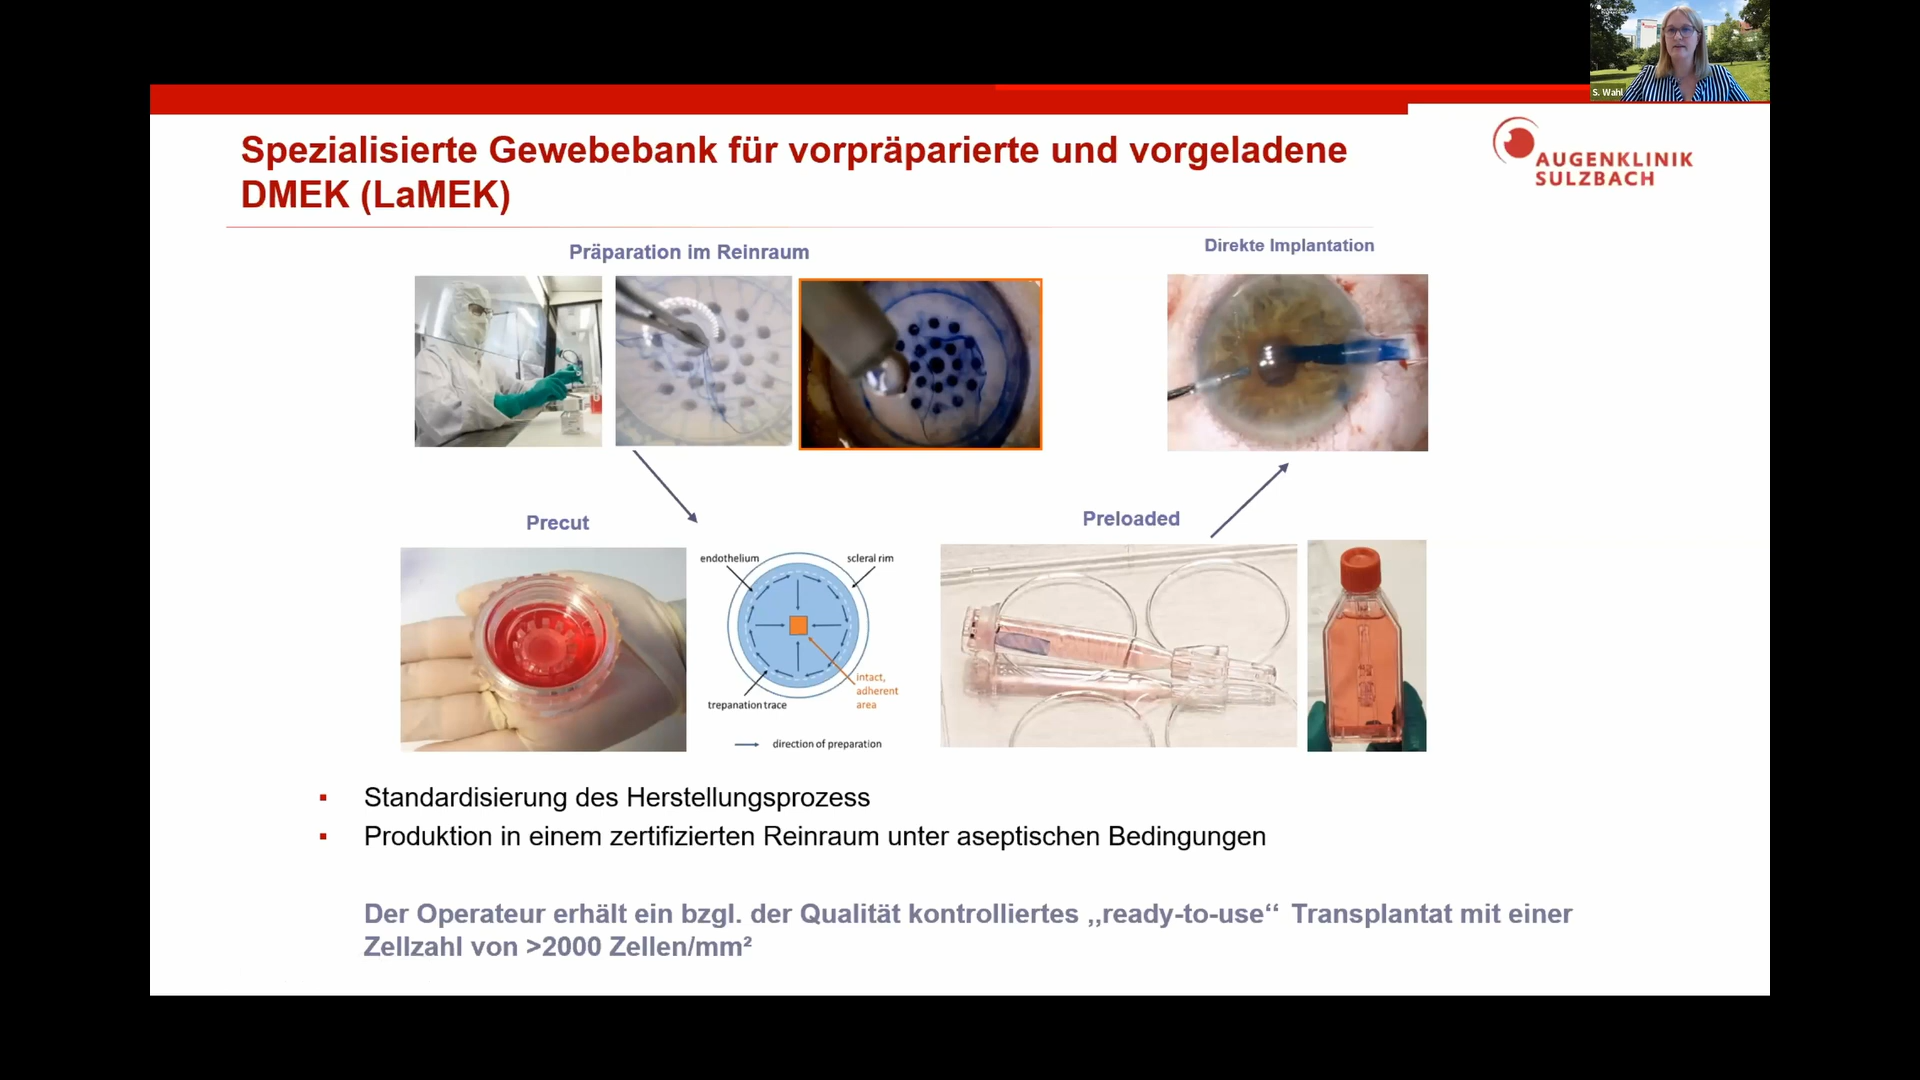 S. Wahl
Spezialisierte Gewebebank für vorpräparierte und vorgeladene
DMEK (LaMEK)
AUGENKLINIK
SULZBACH
Präparation im Reinraum
Direkte Implantation
Precut
Preloaded
endothelium
scleral rim
intact,
adherent
area
trepanation trace
direction of preparation
▪ Standardisierung des Herstellungsprozess
▪ Produktion in einem zertifizierten Reinraum unter aseptischen Bedingungen
Der Operateur erhält ein bzgl. der Qualität kontrolliertes ,,ready-to-use“ Transplantat mit einer
Zellzahl von >2000 Zellen/mm²